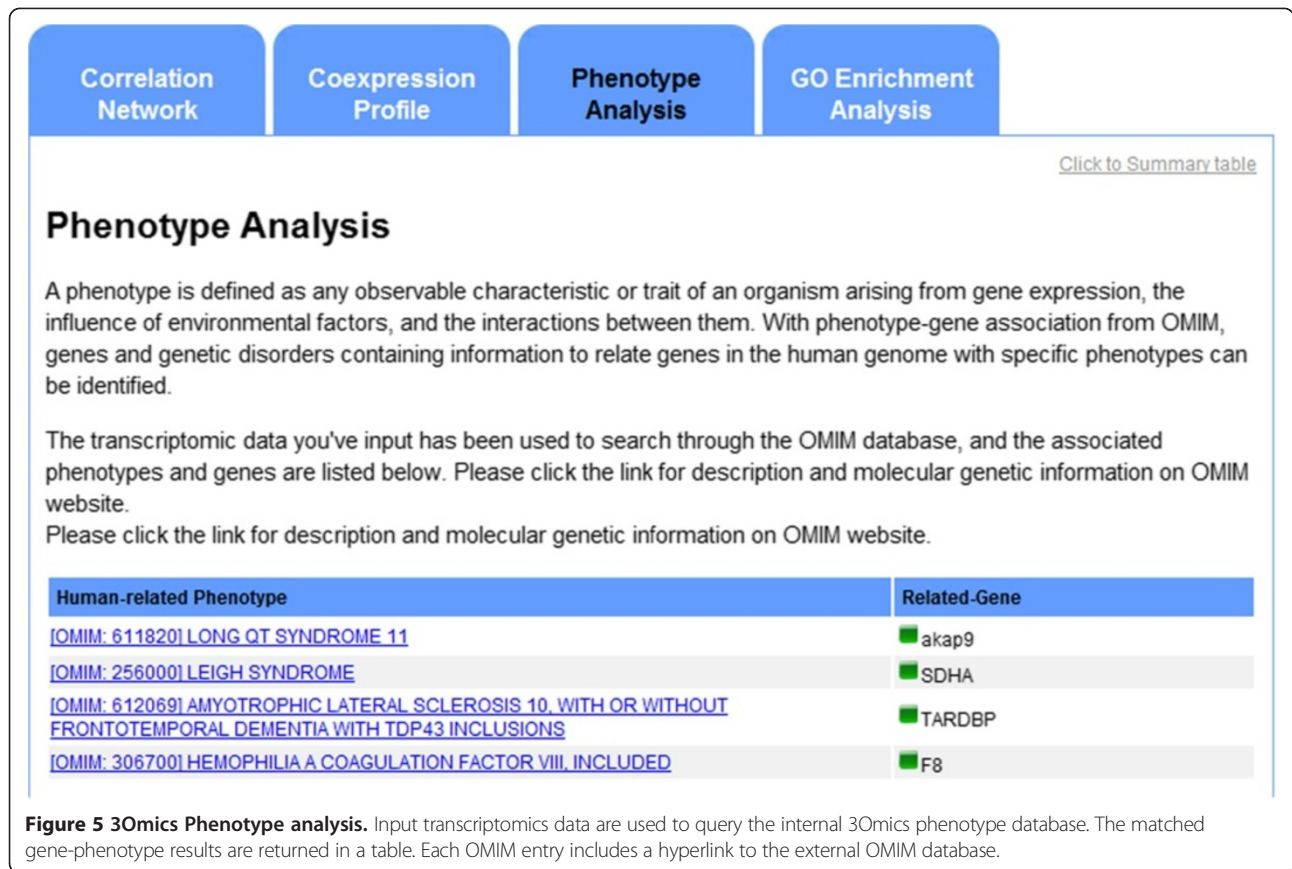 Correlation Network
Coexpression Profile
Phenotype Analysis
GO Enrichment Analysis
Click to Summary table
Phenotype Analysis
A phenotype is defined as any observable characteristic or trait of an organism arising from gene expression, the
influence of environmental factors, and the interactions between them. With phenotype-gene association from OMIM,
genes and genetic disorders containing information to relate genes in the human genome with specific phenotypes can
be identified.
The transcriptomic data you've input has been used to search through the OMIM database, and the associated
phenotypes and genes are listed below. Please click the link for description and molecular genetic information on OMIM
website.
Please click the link for description and molecular genetic information on OMIM website.
Human-related Phenotype Related-Gene
[OMIM: 611820] LONG QT SYNDROME 11 akap9
[OMIM: 256000] LEIGH SYNDROME SDHA
[OMIM: 612069] AMYOTROPHIC LATERAL SCLEROSIS 10, WITH OR WITHOUT
FRONTOTEMPORAL DEMENTIA WITH TDP43 INCLUSIONS TARDBP
[OMIM: 306700] HEMOPHILIA A COAGULATION FACTOR VIII, INCLUDED F8
Figure 5 3Omics Phenotype analysis. Input transcriptomics data are used to query the internal 3Omics phenotype database. The matched
gene-phenotype results are returned in a table. Each OMIM entry includes a hyperlink to the external OMIM database.